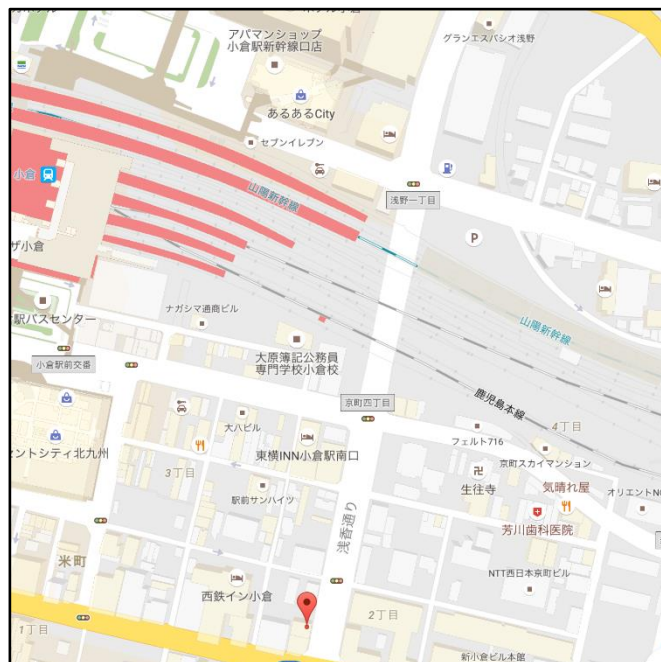 グランエスパシオ浅野
アパマンショップ
小倉駅新幹線口店
あるあるCity
セブンイレブン
小倉
山陽新幹線
浅野一丁目
P
ザ小倉
駅バスセンター
ナガシマ通商ビル
山陽新幹線
大原簿記公務員
専門学校小倉校
小倉駅前交番
京町四丁目
鹿児島本線
大八ビル
フェルト716
4丁目
セントシティ北九州
東横INN小倉駅南口
京町スカイマンション
3丁目
生往寺
気晴れ屋
駅前サンハイツ
オリエントNO
浅香通り
芳川歯科医院
米町
NTT西日本京町ビル
西鉄イン小倉
2丁目
1丁目
新小倉ビル本館